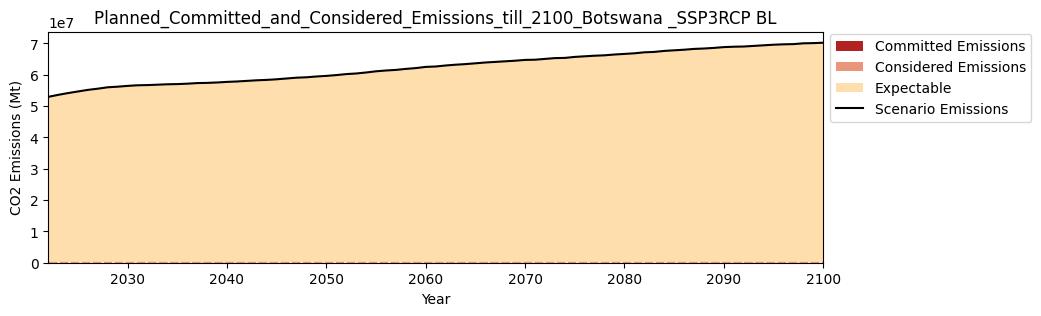 Planned_Committed_and_Considered_Emissions_till_2100_Botswana _SSP3RCP BL
1e7
7
6
5
4
3
2
1
0
CO2 Emissions (Mt)
2030 2040 2050 2060 2070 2080 2090 2100
Year
Committed Emissions
Considered Emissions
Expectable
Scenario Emissions